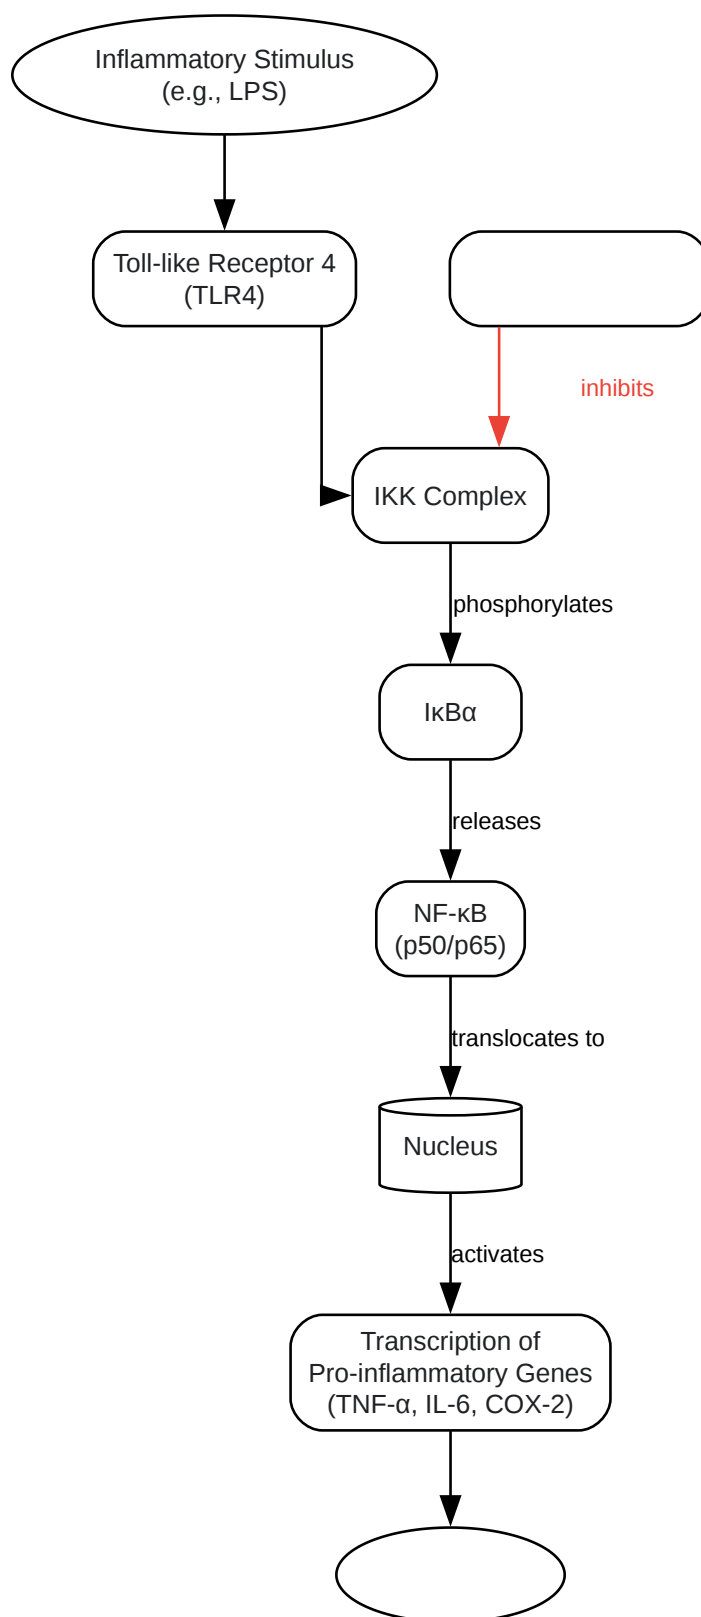 Inflammatory Stimulus
(e.g., LPS)
Toll-like Receptor 4
(TLR4)
inhibits
IKK Complex
phosphorylates
IκBα
releases
NF-κB
(p50/p65)
translocates to
Nucleus
activates
Transcription of
Pro-inflammatory Genes
(TNF-α, IL-6, COX-2)